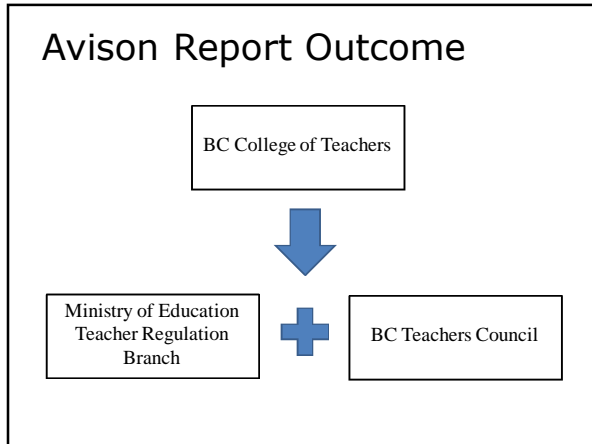 Avison Report Outcome
BC College of Teachers
Ministry of Education
Teacher Regulation
Branch
BC Teachers Council